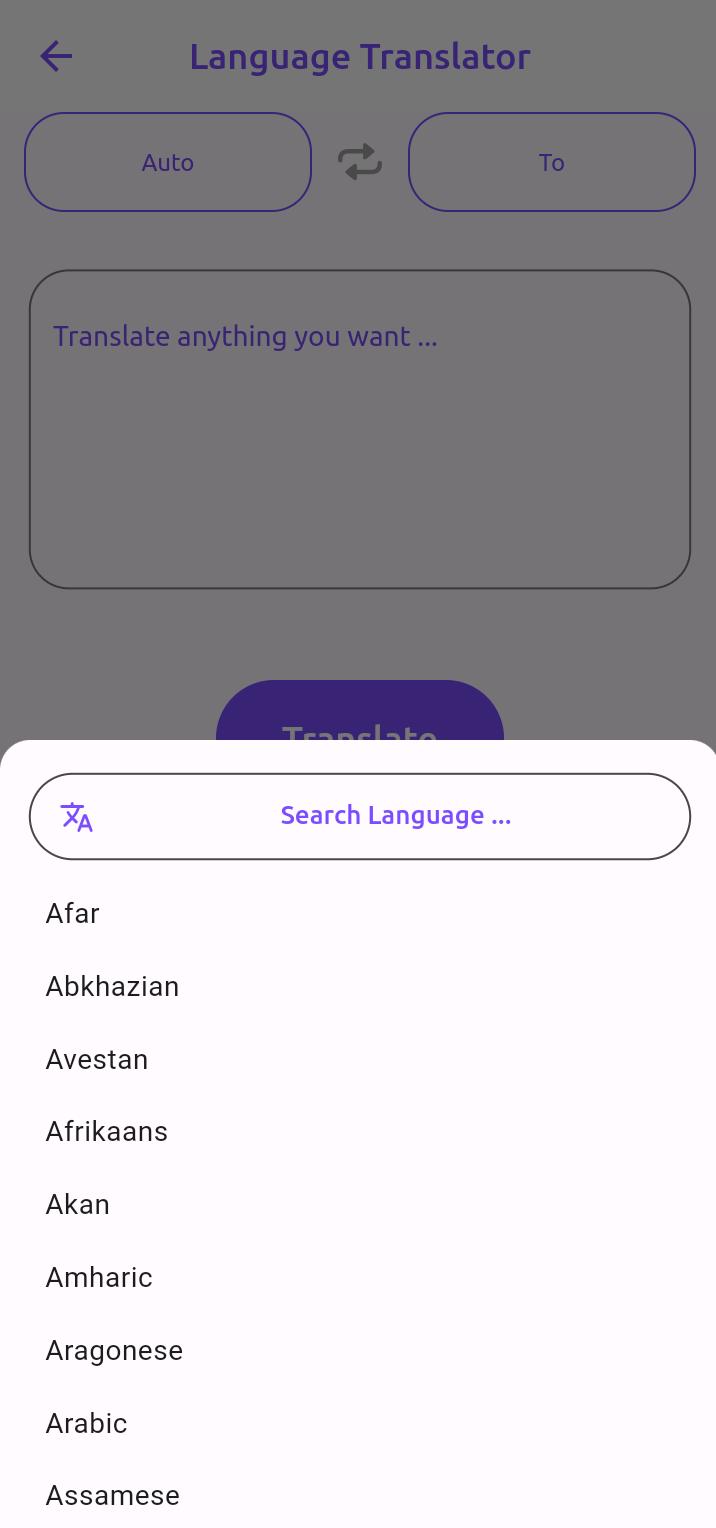 Language Translator
Auto
To
Translate anything you want ...
Translate
Search Language ...
Afar
Abkhazian
Avestan
Afrikaans
Akan
Amharic
Aragonese
Arabic
Assamese